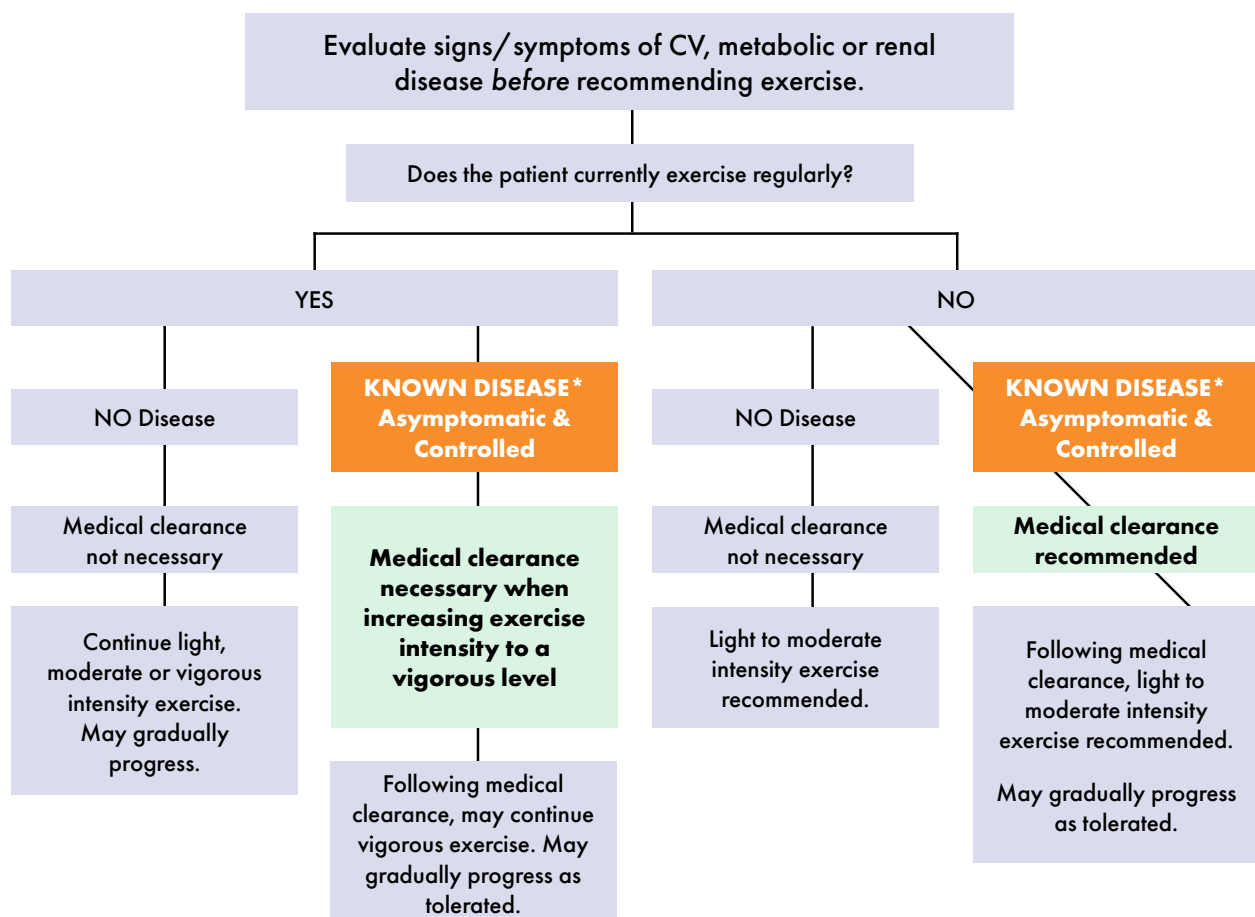 Evaluate signs/symptoms of CV, metabolic or renal
disease before recommending exercise.
Does the patient currently exercise regularly?
YES
NO
NO Disease
KNOWN DISEASE*
Asymptomatic &
Controlled
NO Disease
KNOWN DISEASE*
Asymptomatic &
Controlled
Medical clearance
not necessary
Medical clearance
necessary when
increasing exercise
intensity to a
vigorous level
Medical clearance
not necessary
Medical clearance
recommended
Continue light,
moderate or vigorous
intensity exercise.
May gradually
progress.
Following medical
clearance, may continue
vigorous exercise. May
gradually progress as
tolerated.
Light to moderate
intensity exercise
recommended.
Following medical
clearance, light to
moderate intensity
exercise recommended.
May gradually progress
as tolerated.